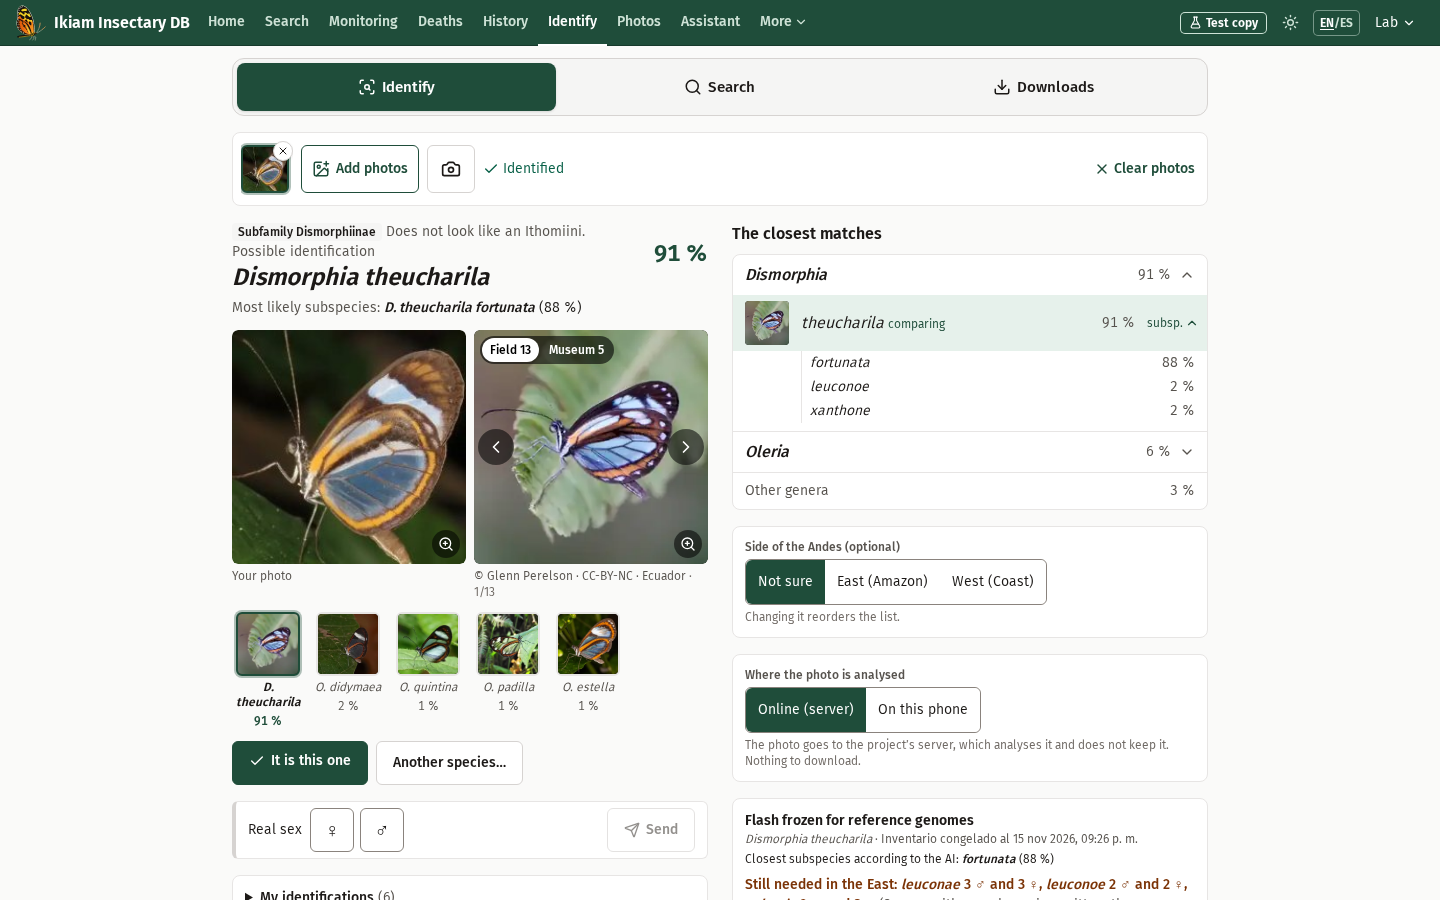 Ikiam Insectary DB Home Search Monitoring Deaths History Identify Photos Assistant More Test copy EN/ES Lab
Identify Search Downloads
Add photos Identified Clear photos
Subfamily Dismorphiinae Does not look like an Ithomiini.
Possible identification
91 %
Dismorphia theucharila
Most likely subspecies: D. theucharila fortunata (88 %)
Field 13 Museum 5
Your photo
© Glenn Perelson · CC-BY-NC · Ecuador ·
1/13
D. theucharila
91 %
O. didymaea
2 %
O. quintina
1 %
O. padilla
1 %
O. estella
1 %
It is this one Another species...
Real sex ♀ ♂ Send
My identifications (6)
The closest matches
Dismorphia 91 %
theucharila comparing 91 % subsp.
fortunata 88 %
leuconoe 2 %
xanthone 2 %
Oleria 6 %
Other genera 3 %
Side of the Andes (optional)
Not sure East (Amazon) West (Coast)
Changing it reorders the list.
Where the photo is analysed
Online (server) On this phone
The photo goes to the project's server, which analyses it and does not keep it.
Nothing to download.
Flash frozen for reference genomes
Dismorphia theucharila · Inventario congelado al 15 nov 2026, 09:26 p. m.
Closest subspecies according to the AI: fortunata (88 %)
Still needed in the East: leuconae 3 ♂ and 3 ♀, leuconoe 2 ♂ and 2 ♀,